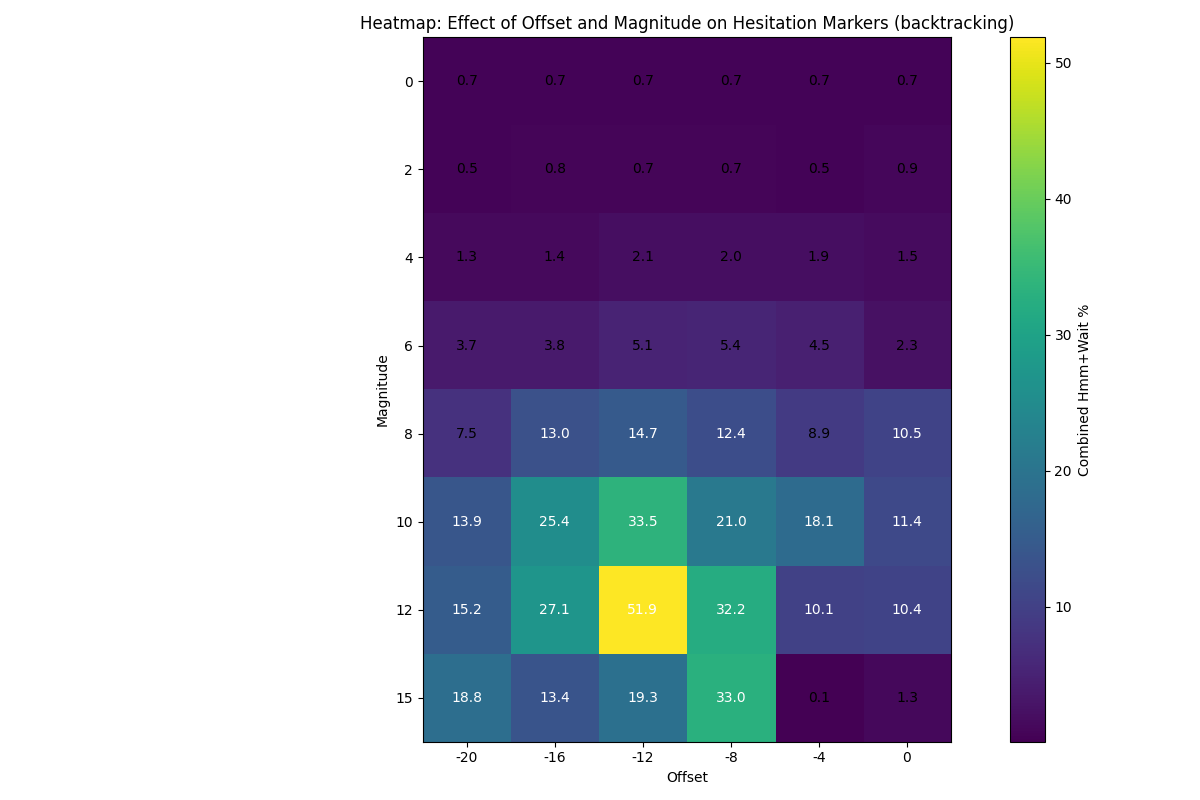 Heatmap: Effect of Offset and Magnitude on Hesitation Markers (backtracking)
0 0.7 0.7 0.7 0.7 0.7 0.7
2 0.5 0.8 0.7 0.7 0.5 0.9
4 1.3 1.4 2.1 2.0 1.9 1.5
6 3.7 3.8 5.1 5.4 4.5 2.3
8 7.5 13.0 14.7 12.4 8.9 10.5
10 13.9 25.4 33.5 21.0 18.1 11.4
12 15.2 27.1 51.9 32.2 10.1 10.4
15 18.8 13.4 19.3 33.0 0.1 1.3
-20 -16 -12 -8 -4 0
Offset
Magnitude
50
40
30
20
10
Combined Hmm+Wait %